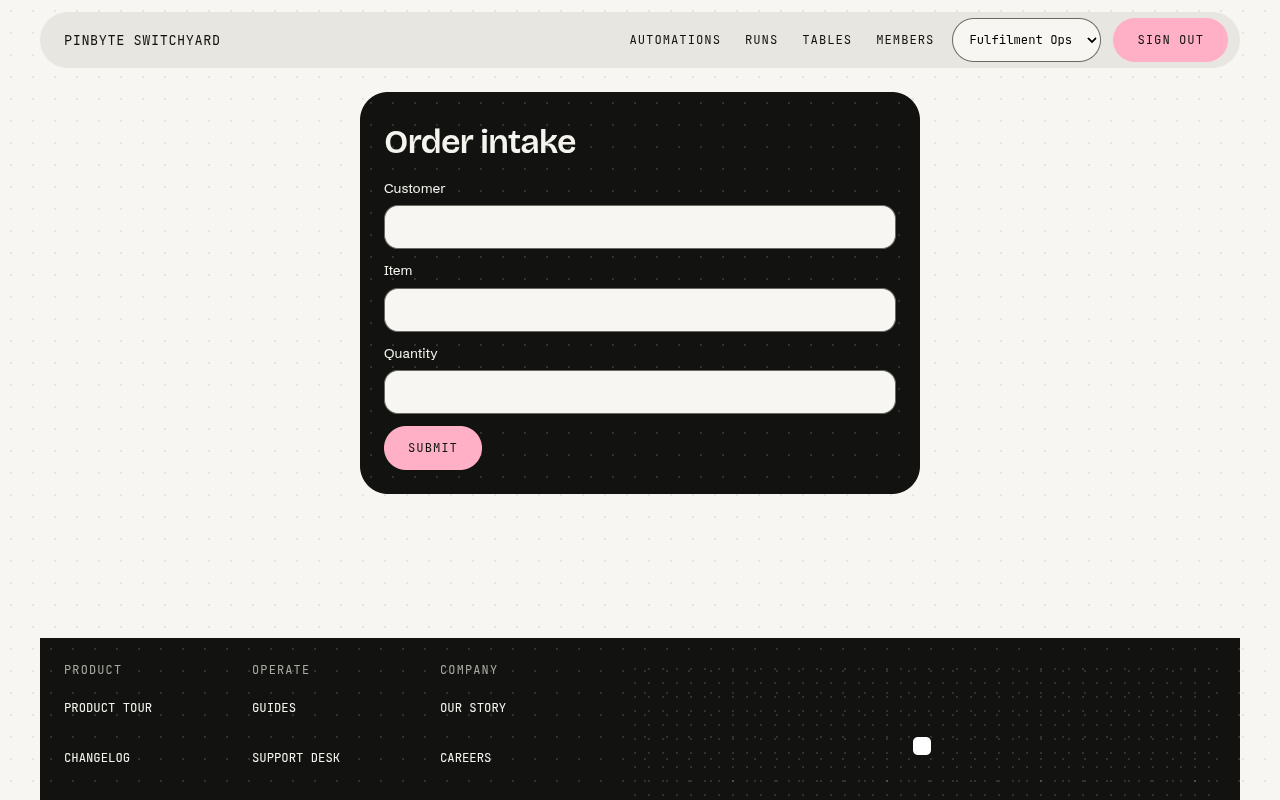 PINBYTE SWITCHYARD
AUTOMATIONS RUNS TABLES MEMBERS Fulfilment Ops SIGN OUT
Order intake
Customer
Item
Quantity
SUBMIT
PRODUCT OPERATE COMPANY
PRODUCT TOUR GUIDES OUR STORY
CHANGELOG SUPPORT DESK CAREERS